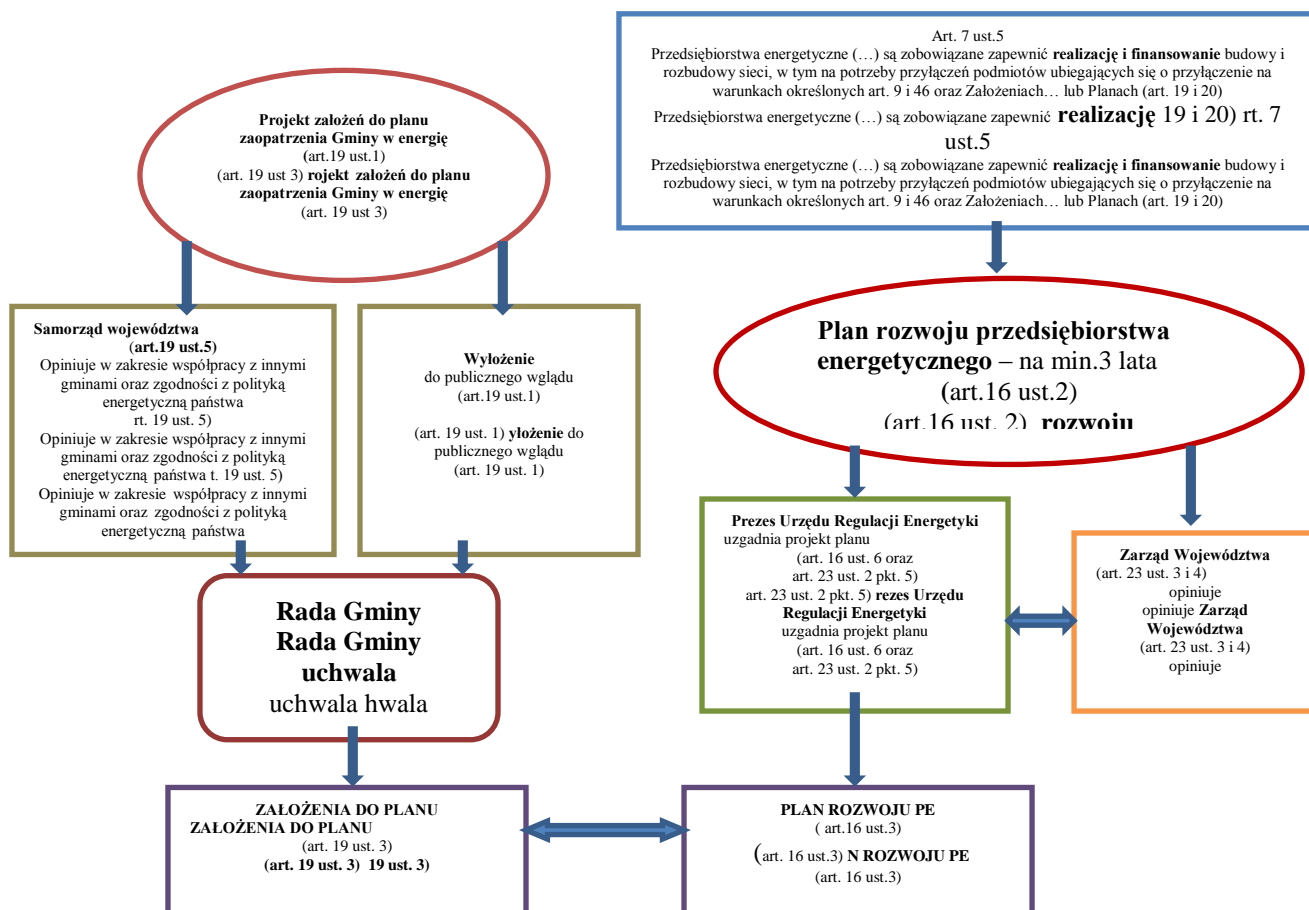 Projekt założeń do planu
zaopatrzenia Gminy w energię
(art.19 ust.1)
(art. 19 ust 3) rojekt założeń do planu
zaopatrzenia Gminy w energię
(art. 19 ust 3)
Art. 7 ust.5
Przedsiębiorstwa energetyczne (…) są zobowiązane zapewnić realizację i finansowanie budowy i
rozbudowy sieci, w tym na potrzeby przyłączeń podmiotów ubiegających się o przyłączenie na
warunkach określonych art. 9 i 46 oraz Założeniach… lub Planach (art. 19 i 20)
Przedsiębiorstwa energetyczne (…) są zobowiązane zapewnić realizację 19 i 20) rt. 7
ust.5
Przedsiębiorstwa energetyczne (…) są zobowiązane zapewnić realizację i finansowanie budowy i
rozbudowy sieci, w tym na potrzeby przyłączeń podmiotów ubiegających się o przyłączenie na
warunkach określonych art. 9 i 46 oraz Założeniach… lub Planach (art. 19 i 20)
Samorząd województwa
(art.19 ust.5)
Opiniuje w zakresie współpracy z innymi
gminami oraz zgodności z polityką
energetyczną państwa
rt. 19 ust. 5)
Opiniuje w zakresie współpracy z innymi
gminami oraz zgodności z polityką
energetyczną państwa t. 19 ust. 5)
Opiniuje w zakresie współpracy z innymi
gminami oraz zgodności z polityką
energetyczną państwa
Wyłożenie
do publicznego wglądu
(art.19 ust.1)
(art. 19 ust. 1) yłożenie do
publicznego wglądu
(art. 19 ust. 1)
Plan rozwoju przedsiębiorstwa
energetycznego – na min.3 lata
(art.16 ust.2)
(art.16 ust. 2) rozwoju
Prezes Urzędu Regulacji Energetyki
uzgadnia projekt planu
(art. 16 ust. 6 oraz
art. 23 ust. 2 pkt. 5)
art. 23 ust. 2 pkt. 5) rezes Urzędu
Regulacji Energetyki
uzgadnia projekt planu
(art. 16 ust. 6 oraz
art. 23 ust. 2 pkt. 5)
Zarząd Województwa
(art. 23 ust. 3 i 4)
opiniuje
opiniuje Zarząd
Województwa
(art. 23 ust. 3 i 4)
opiniuje
Rada Gminy
Rada Gminy
uchwala
uchwala hwala
ZAŁOŻENIA DO PLANU
ZAŁOŻENIA DO PLANU
(art. 19 ust. 3)
(art. 19 ust. 3) 19 ust. 3)
PLAN ROZWOJU PE
( art.16 ust.3)
(art. 16 ust.3) N ROZWOJU PE
(art. 16 ust.3)